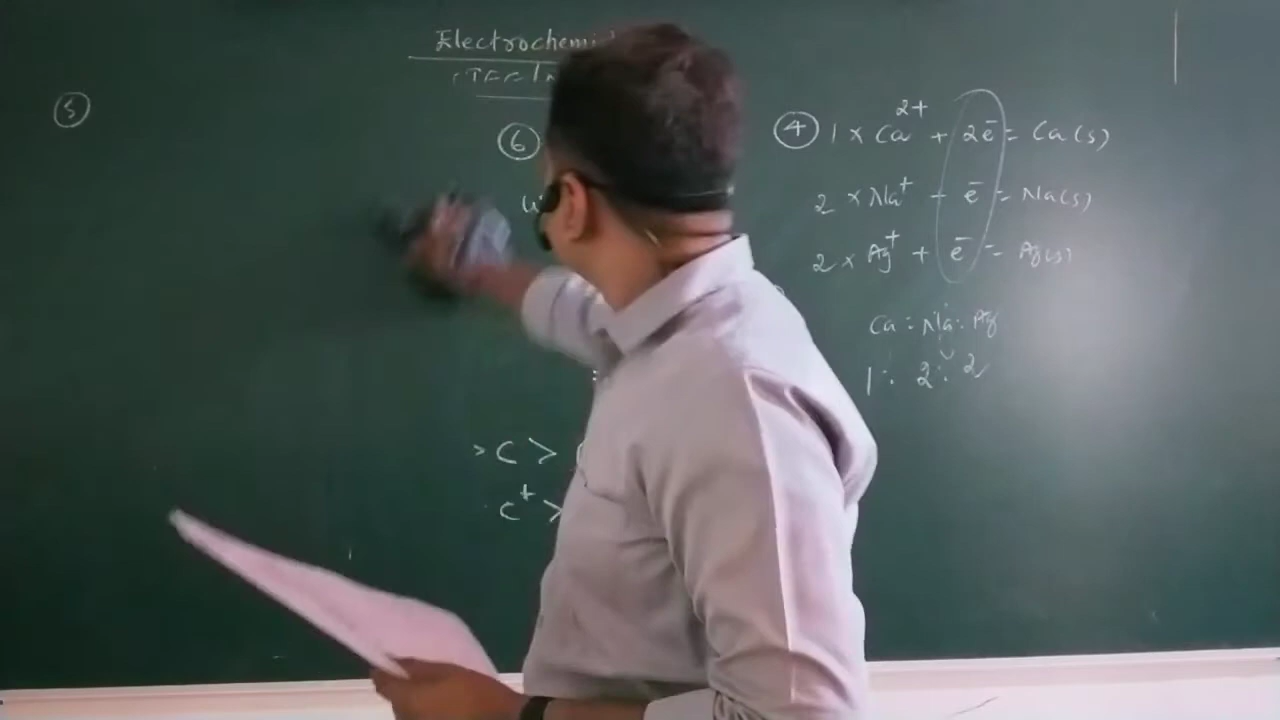 Electrochemi
⑤
⑥
④ 1 × Ca²⁺ + 2ē = Ca(s)
2 × Na⁺ – ē = Na(s)
2 × Ag⁺ + ē = Ag(s)
Ca : Na : Ag
1 : 2 : 2
> C >
C⁺ >